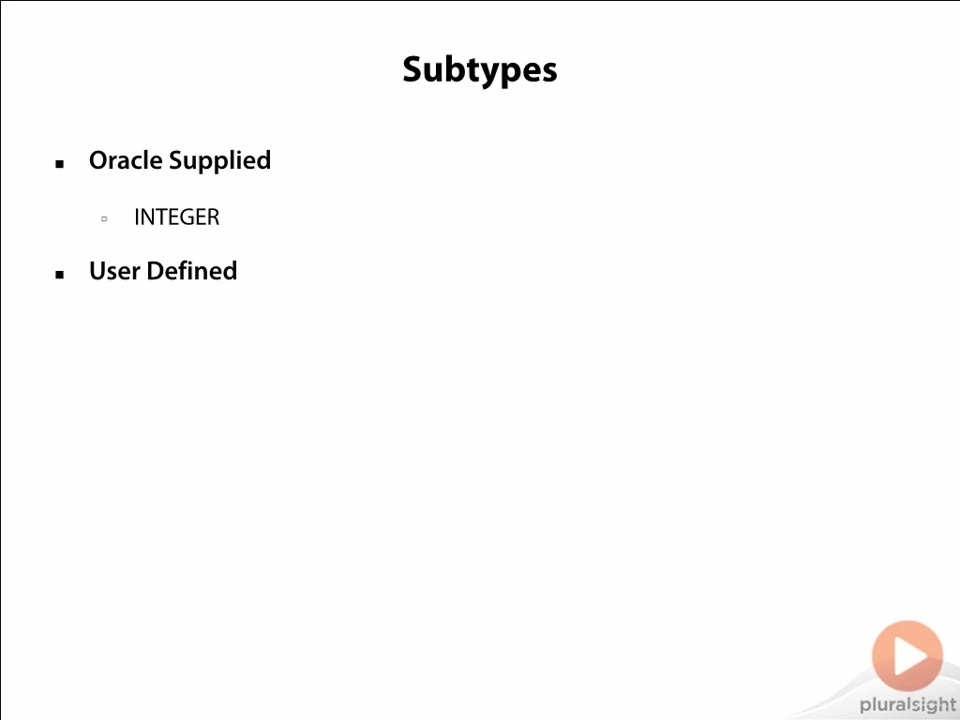 Subtypes
Oracle Supplied
INTEGER
User Defined
pluralsight